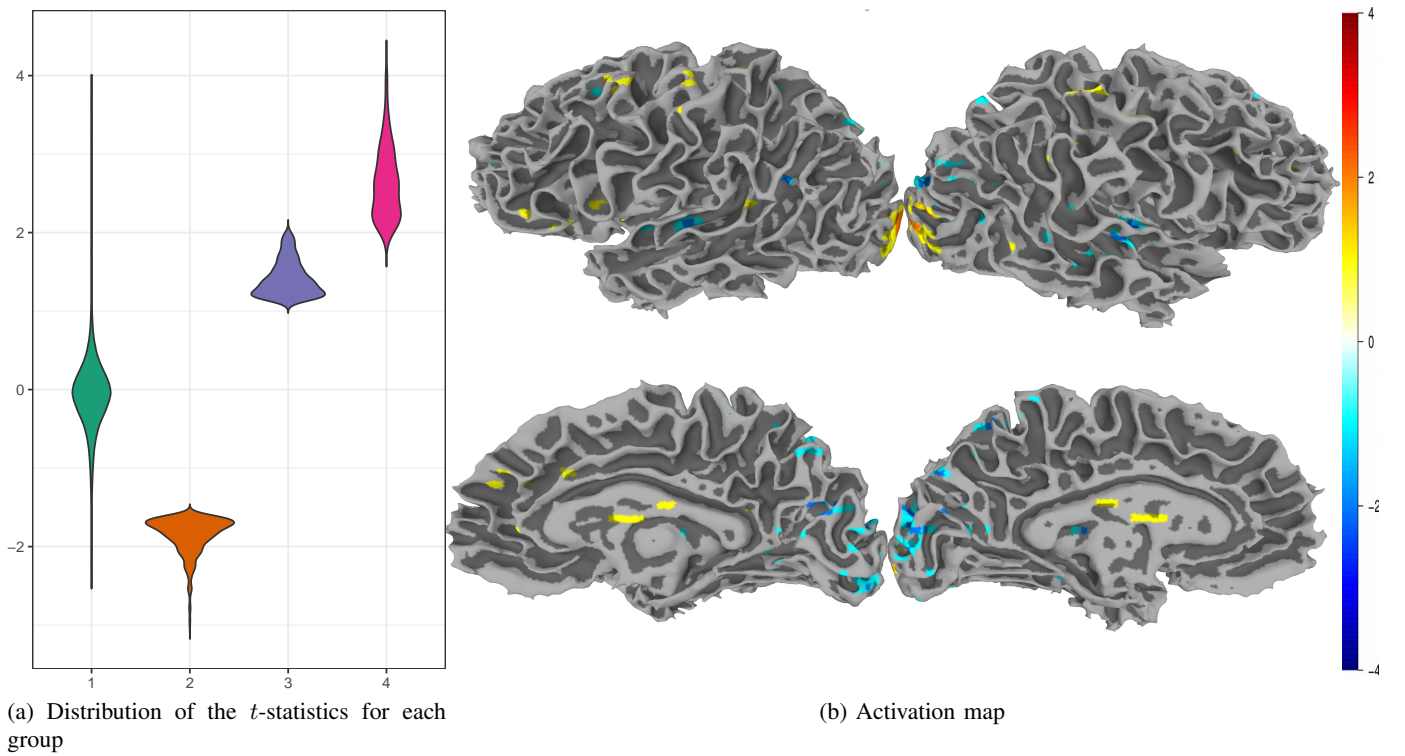 4
2
0
−2
1 2 3 4
(a) Distribution of the t-statistics for each
group
4
2
0
-2
-4
(b) Activation map